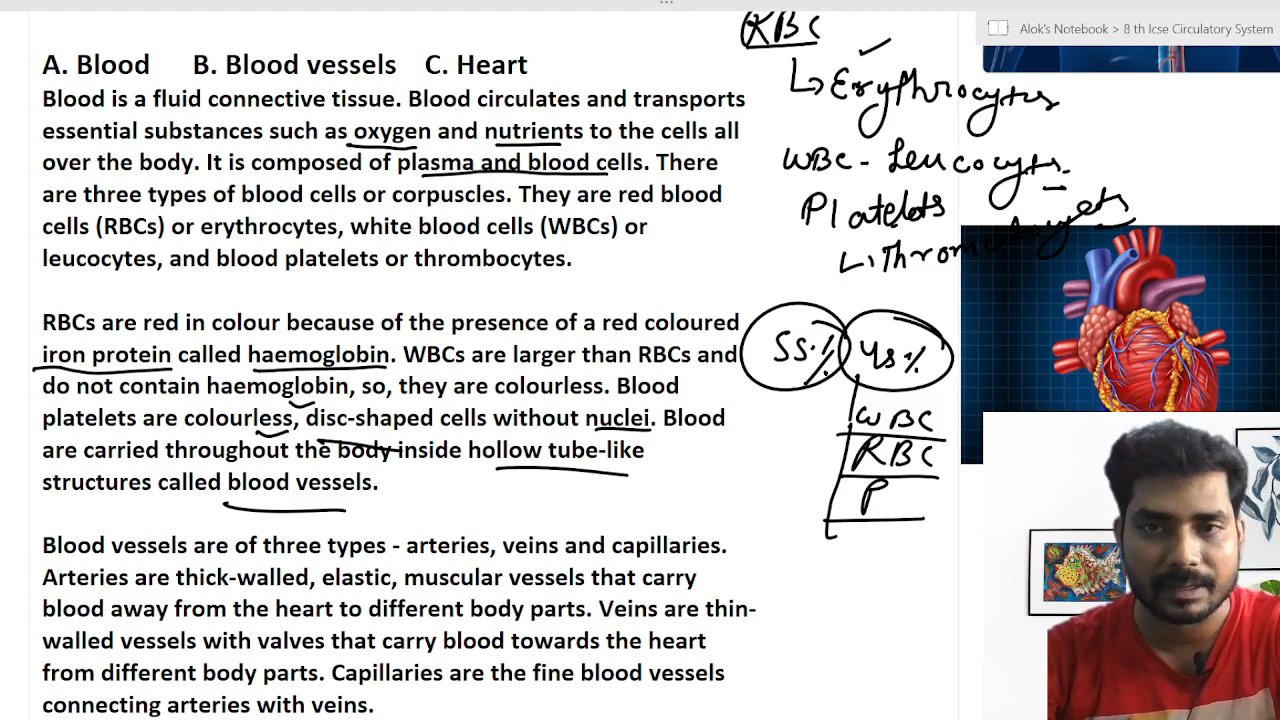 Alok's Notebook > 8 th Icse Circulatory System
RBC
Erythrocytes
WBC - Leucocyts
Platelets
A. Blood B. Blood vessels C. Heart
Blood is a fluid connective tissue. Blood circulates and transports
essential substances such as oxygen and nutrients to the cells all
over the body. It is composed of plasma and blood cells. There
are three types of blood cells or corpuscles. They are red blood
cells (RBCs) or erythrocytes, white blood cells (WBCs) or
leucocytes, and blood platelets or thrombocytes.
RBCs are red in colour because of the presence of a red coloured
iron protein called haemoglobin. WBCs are larger than RBCs and
do not contain haemoglobin, so, they are colourless. Blood
platelets are colourless, disc-shaped cells without nuclei. Blood
are carried throughout the body inside hollow tube-like
structures called blood vessels.
55% 45%
WBC
RBC
P
Blood vessels are of three types - arteries, veins and capillaries.
Arteries are thick-walled, elastic, muscular vessels that carry
blood away from the heart to different body parts. Veins are thin-
walled vessels with valves that carry blood towards the heart
from different body parts. Capillaries are the fine blood vessels
connecting arteries with veins.